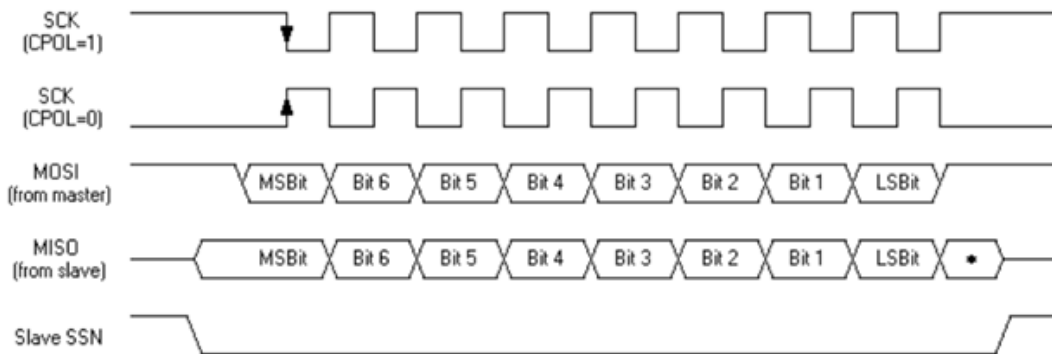 SCK
(CPOL=1)
SCK
(CPOL=0)
MOSI
(from master)
MSBit Bit 6 Bit 5 Bit 4 Bit 3 Bit 2 Bit 1 LSBit
MISO
(from slave)
MSBit Bit 6 Bit 5 Bit 4 Bit 3 Bit 2 Bit 1 LSBit *
Slave SSN